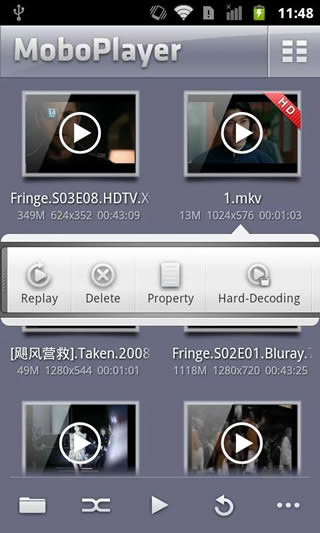 11:48
MoboPlayer
HD
Fringe.S03E08.HDTV.X
1.mkv
349M 624x352 00:43:09
13M 1024x576 00:01:03
Replay
Delete
Property
Hard-Decoding
[飓风营救].Taken.2008
Fringe.S02E01.Bluray.
49M 1280x544 00:01:01
1118M 1280x720 00:43:25